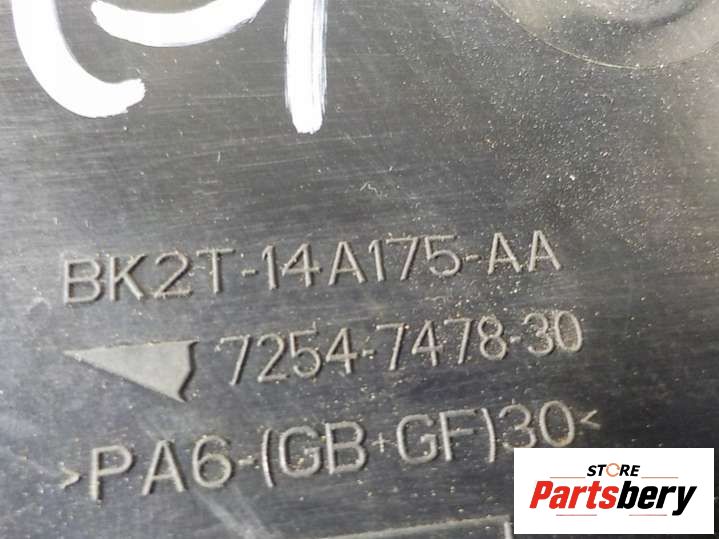 BK2T-14A175-AA
7254-7478-30
>PA6-(GB+GF)30<
STORE
Partsbery